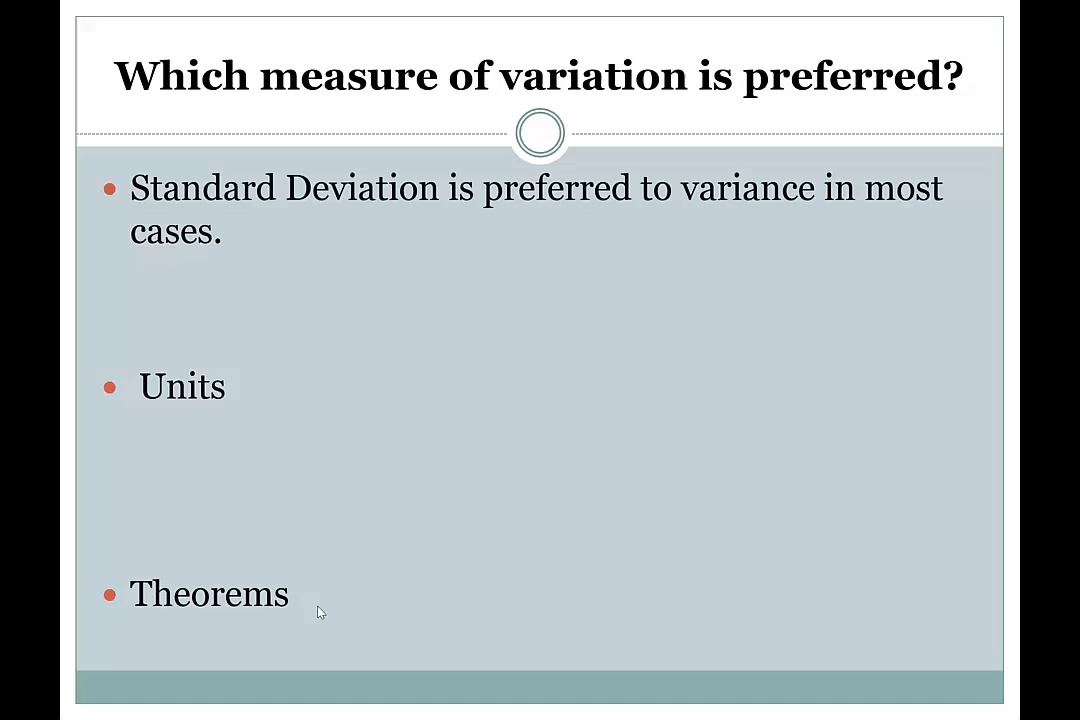 Which measure of variation is preferred?
• Standard Deviation is preferred to variance in most
cases.
• Units
• Theorems